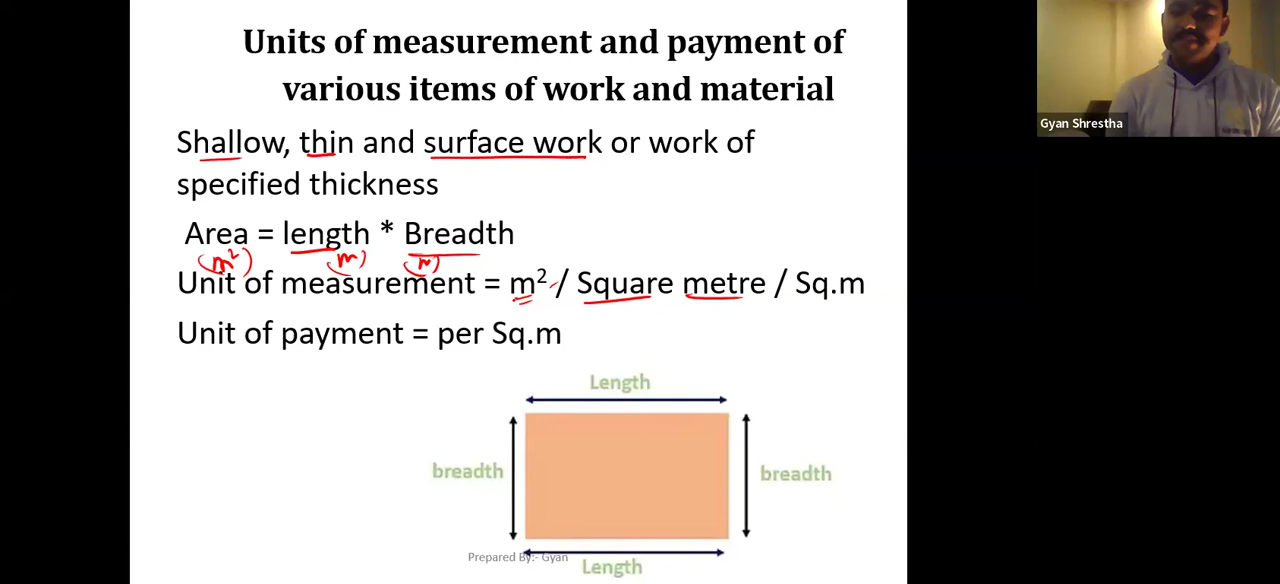 Units of measurement and payment of
various items of work and material
Gyan Shrestha
Shallow, thin and surface work or work of
specified thickness
Area = length * Breadth
(m²) (m) (m)
Unit of measurement = m² / Square metre / Sq.m
Unit of payment = per Sq.m
Length
breadth
breadth
Prepared By:- Gyan
Length